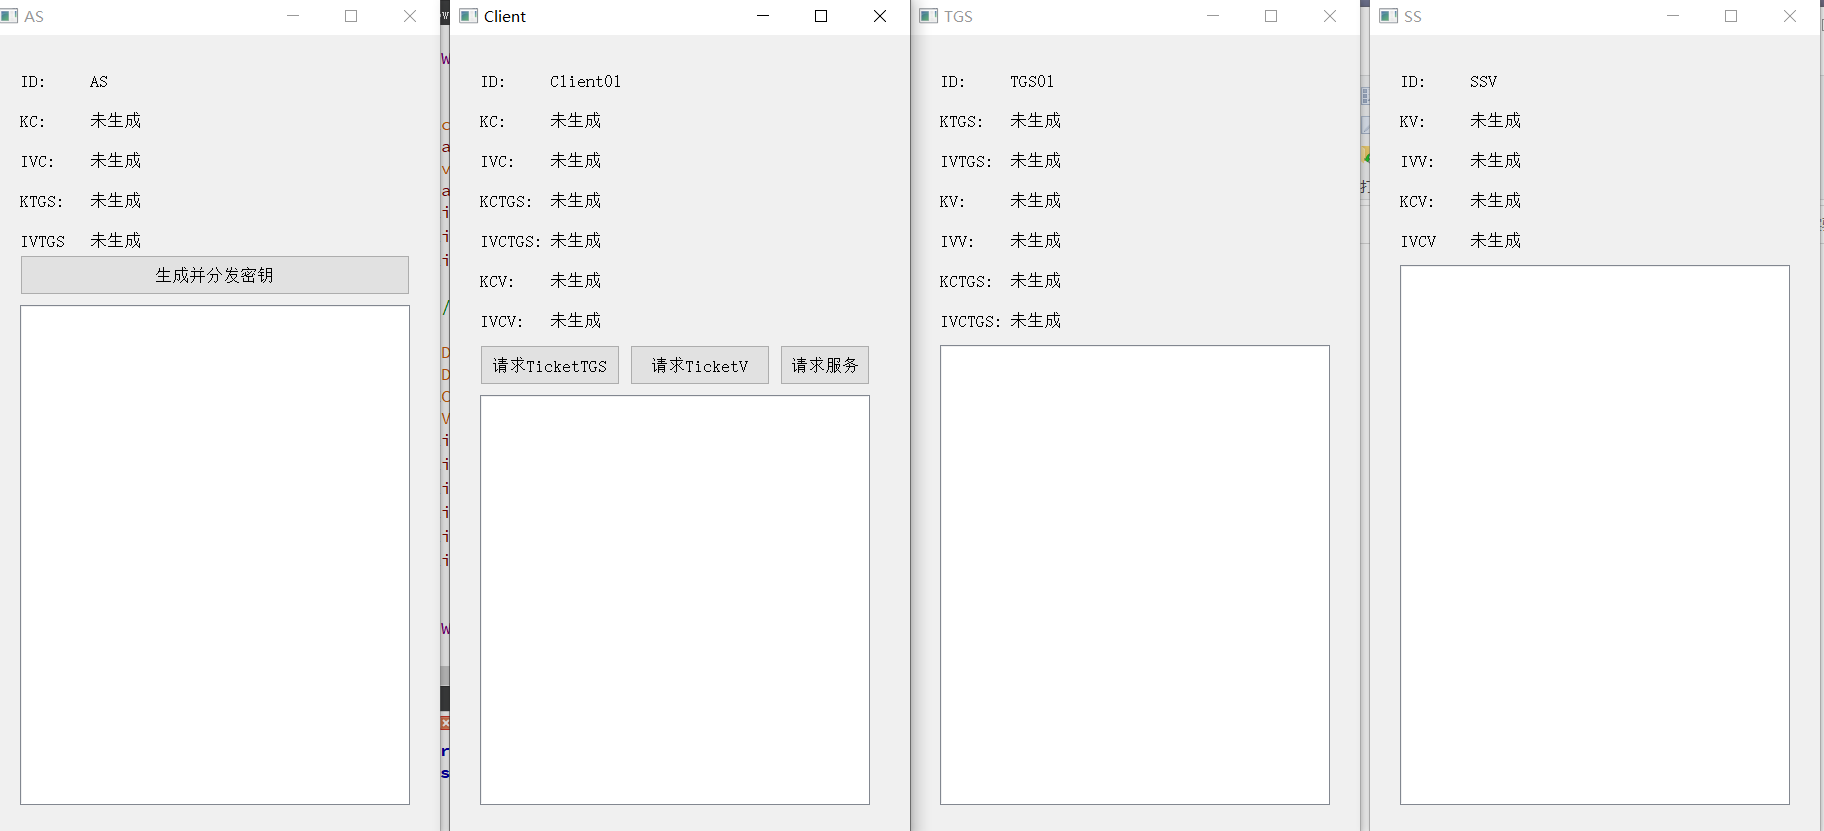 AS
ID: AS
KC: 未生成
IVC: 未生成
KTGS: 未生成
IVTGS 未生成
生成并分发密钥
Client
ID: Client01
KC: 未生成
IVC: 未生成
KCTGS: 未生成
IVCTGS: 未生成
KCV: 未生成
IVCV: 未生成
请求TicketTGS 请求TicketV 请求服务
TGS
ID: TGS01
KTGS: 未生成
IVTGS: 未生成
KV: 未生成
IVV: 未生成
KCTGS: 未生成
IVCTGS: 未生成
SS
ID: SSV
KV: 未生成
IVV: 未生成
KCV: 未生成
IVCV 未生成